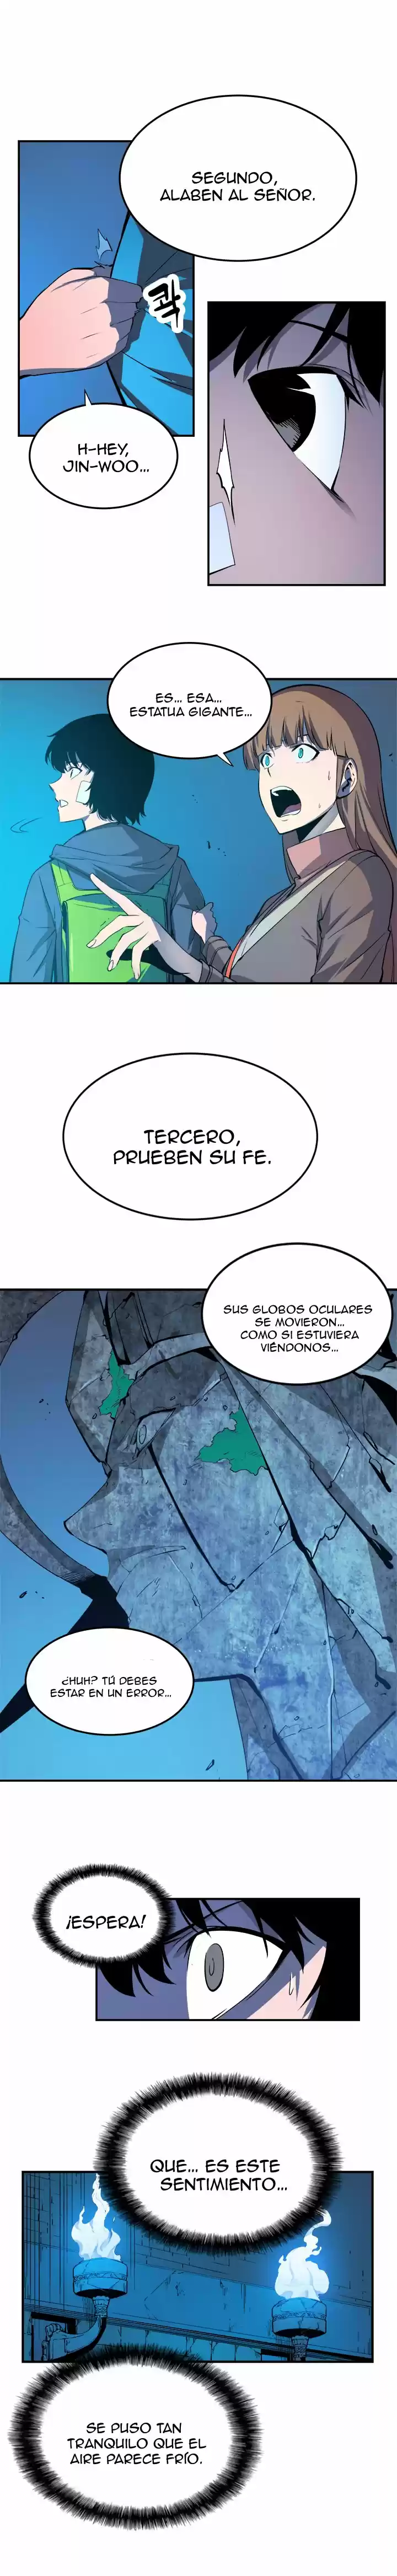 SEGUNDO,
ALABEN AL SEÑOR.
콱
H-HEY,
JIN-WOO...
ES... ESA...
ESTATUA GIGANTE...
TERCERO,
PRUEBEN SU FE.
SUS GLOBOS OCULARES
SE MOVIERON...
COMO SI ESTUVIERA
VIÉNDONOS...
¿HUH? TÚ DEBES
ESTAR EN UN ERROR...
¡ESPERA!
QUE... ES ESTE
SENTIMIENTO...
SE PUSO TAN
TRANQUILO QUE EL
AIRE PARECE FRÍO.